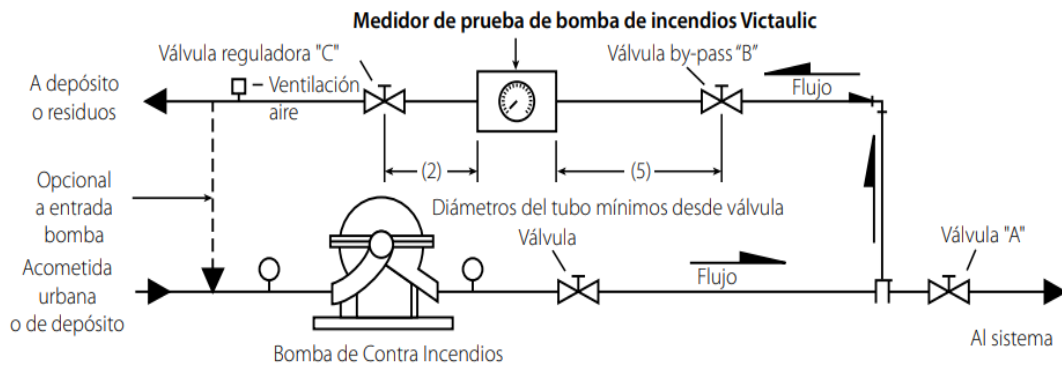 Medidor de prueba de bomba de incendios Victaulic
Válvula reguladora "C"
Válvula by-pass “B”
A depósito
o residuos
– Ventilación
aire
Flujo
(2)
(5)
Opcional
a entrada
bomba
Diámetros del tubo mínimos desde válvula
Válvula
Válvula "A"
Acometida
urbana
o de depósito
Flujo
Al sistema
Bomba de Contra Incendios